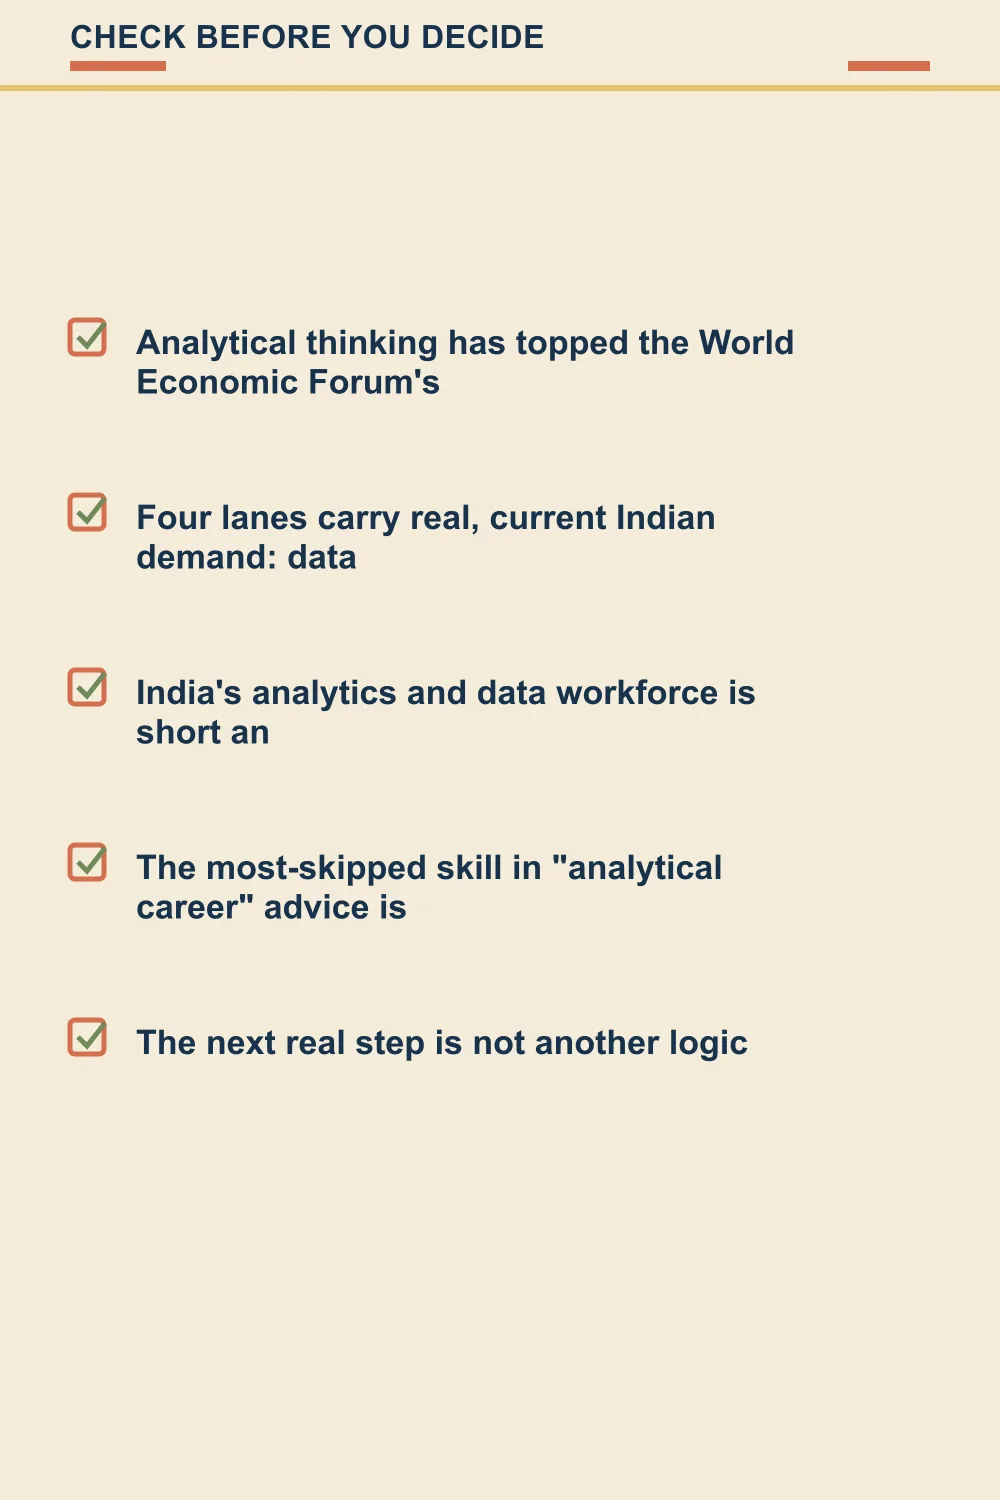 CHECK BEFORE YOU DECIDE
Analytical thinking has topped the World
Economic Forum's
Four lanes carry real, current Indian
demand: data
India's analytics and data workforce is
short an
The most-skipped skill in "analytical
career" advice is
The next real step is not another logic